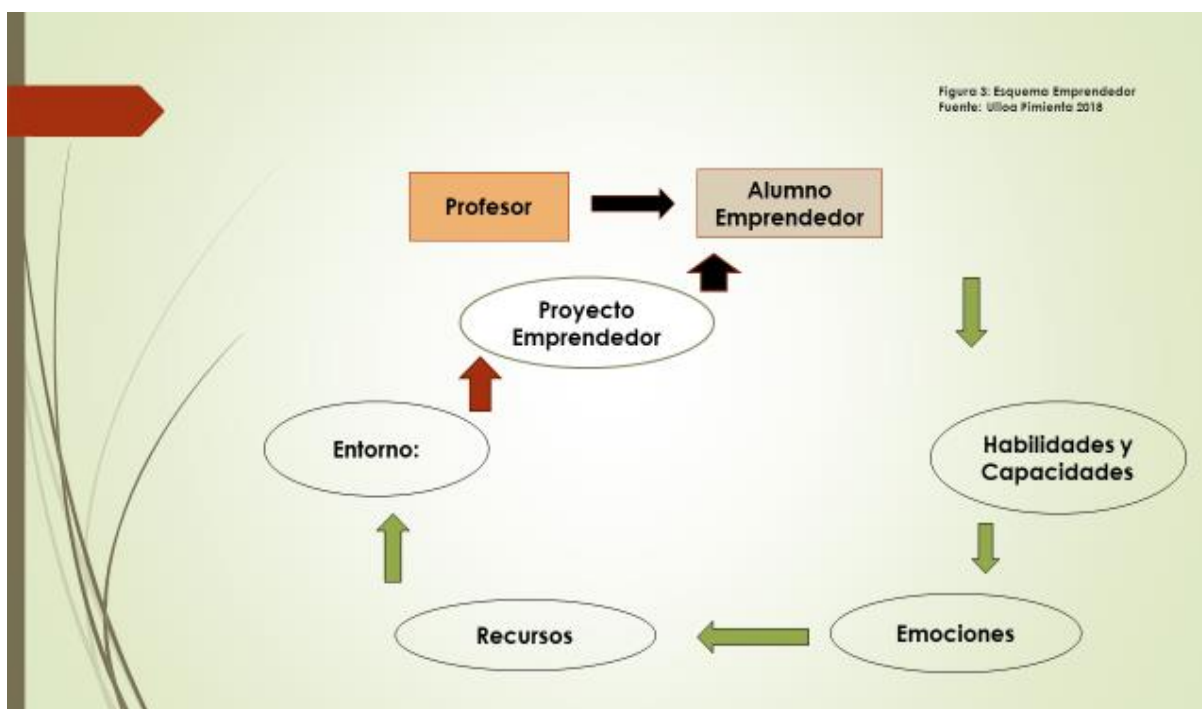 Figura 3: Esquema Emprendedor
Fuente: Ulloa Pimienta 2018
Profesor
Alumno
Emprendedor
Proyecto
Emprendedor
Entorno:
Habilidades y
Capacidades
Recursos
Emociones